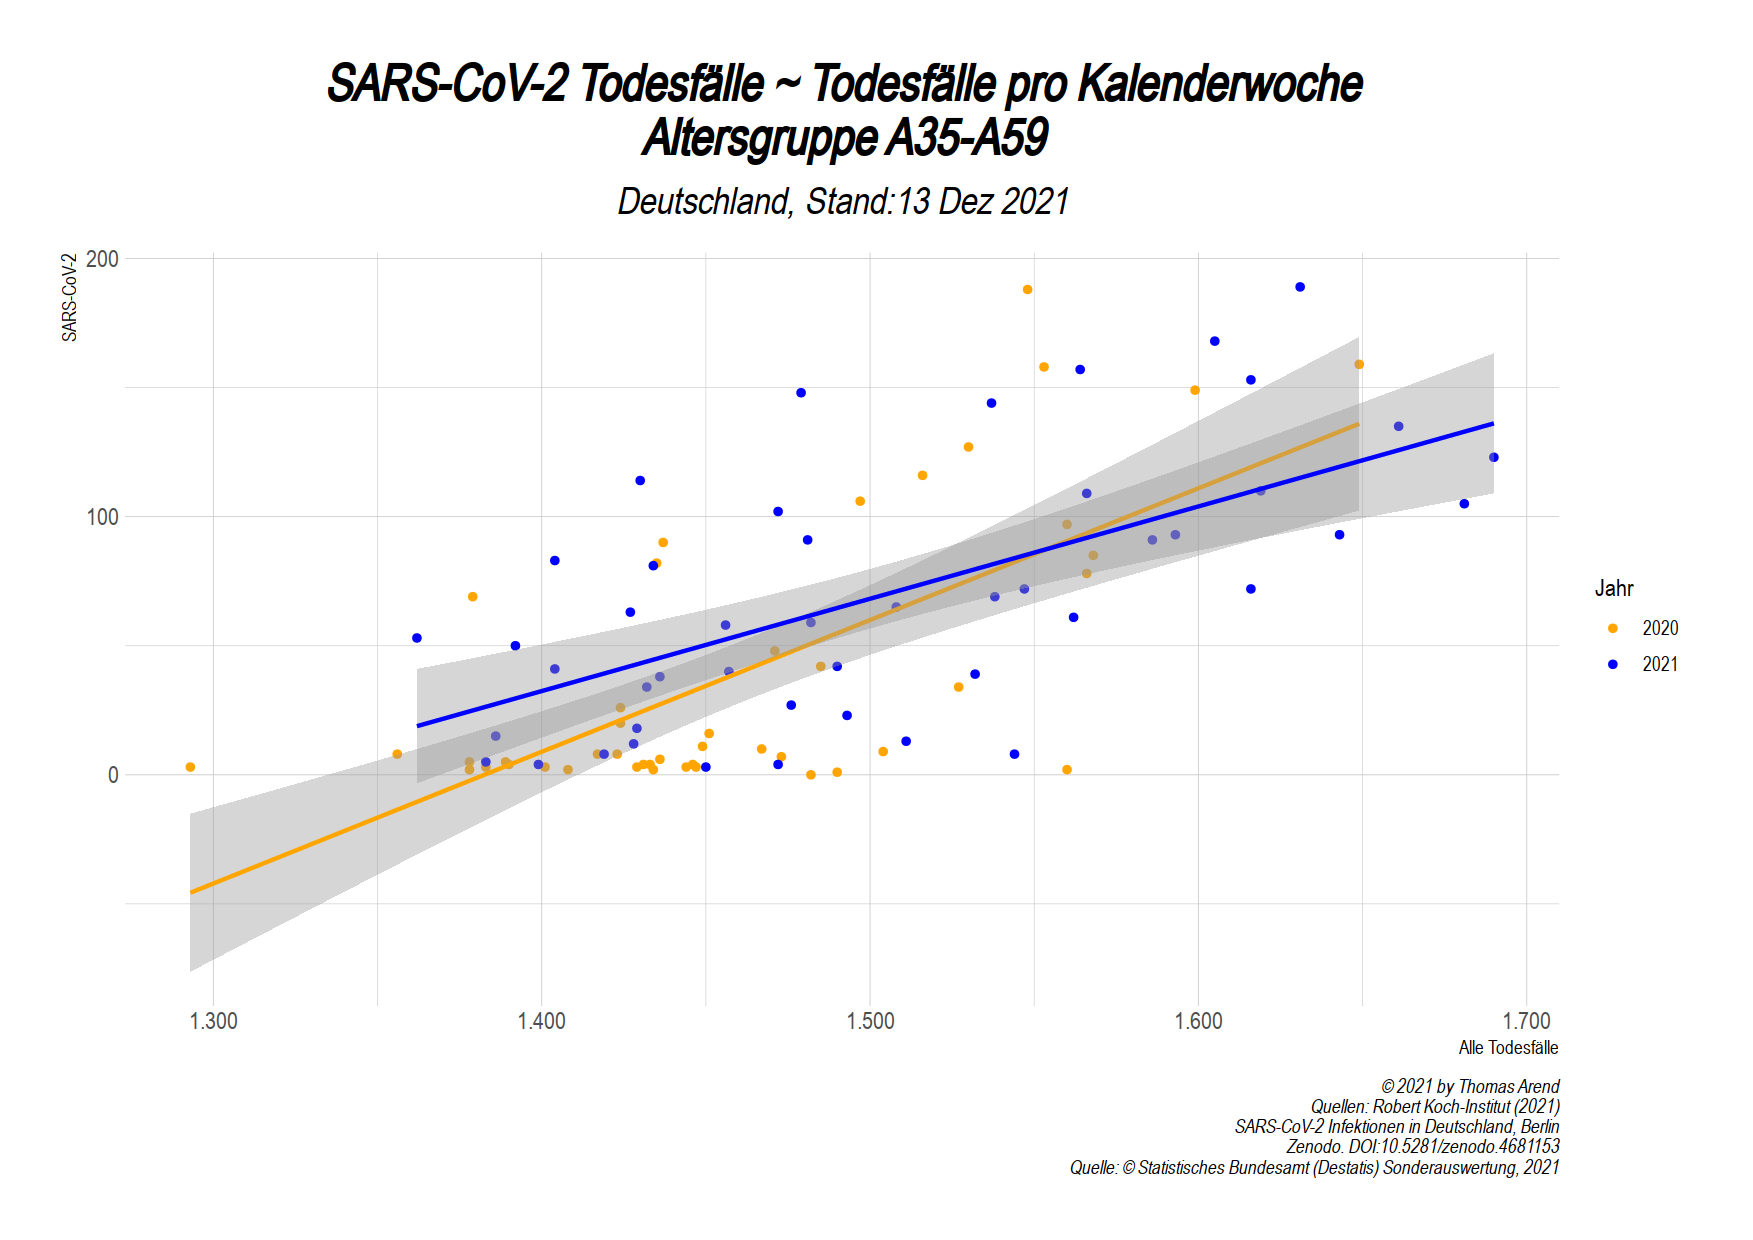 SARS-CoV-2 Todesfälle ~ Todesfälle pro Kalenderwoche
Altersgruppe A35-A59
Deutschland, Stand:13 Dez 2021
SARS-CoV-2
200
100
0
1.300
1.400
1.500
1.600
1.700
Alle Todesfälle
Jahr
2020
2021
© 2021 by Thomas Arend
Quellen: Robert Koch-Institut (2021)
SARS-CoV-2 Infektionen in Deutschland, Berlin
Zenodo. DOI:10.5281/zenodo.4681153
Quelle: © Statistisches Bundesamt (Destatis) Sonderauswertung, 2021